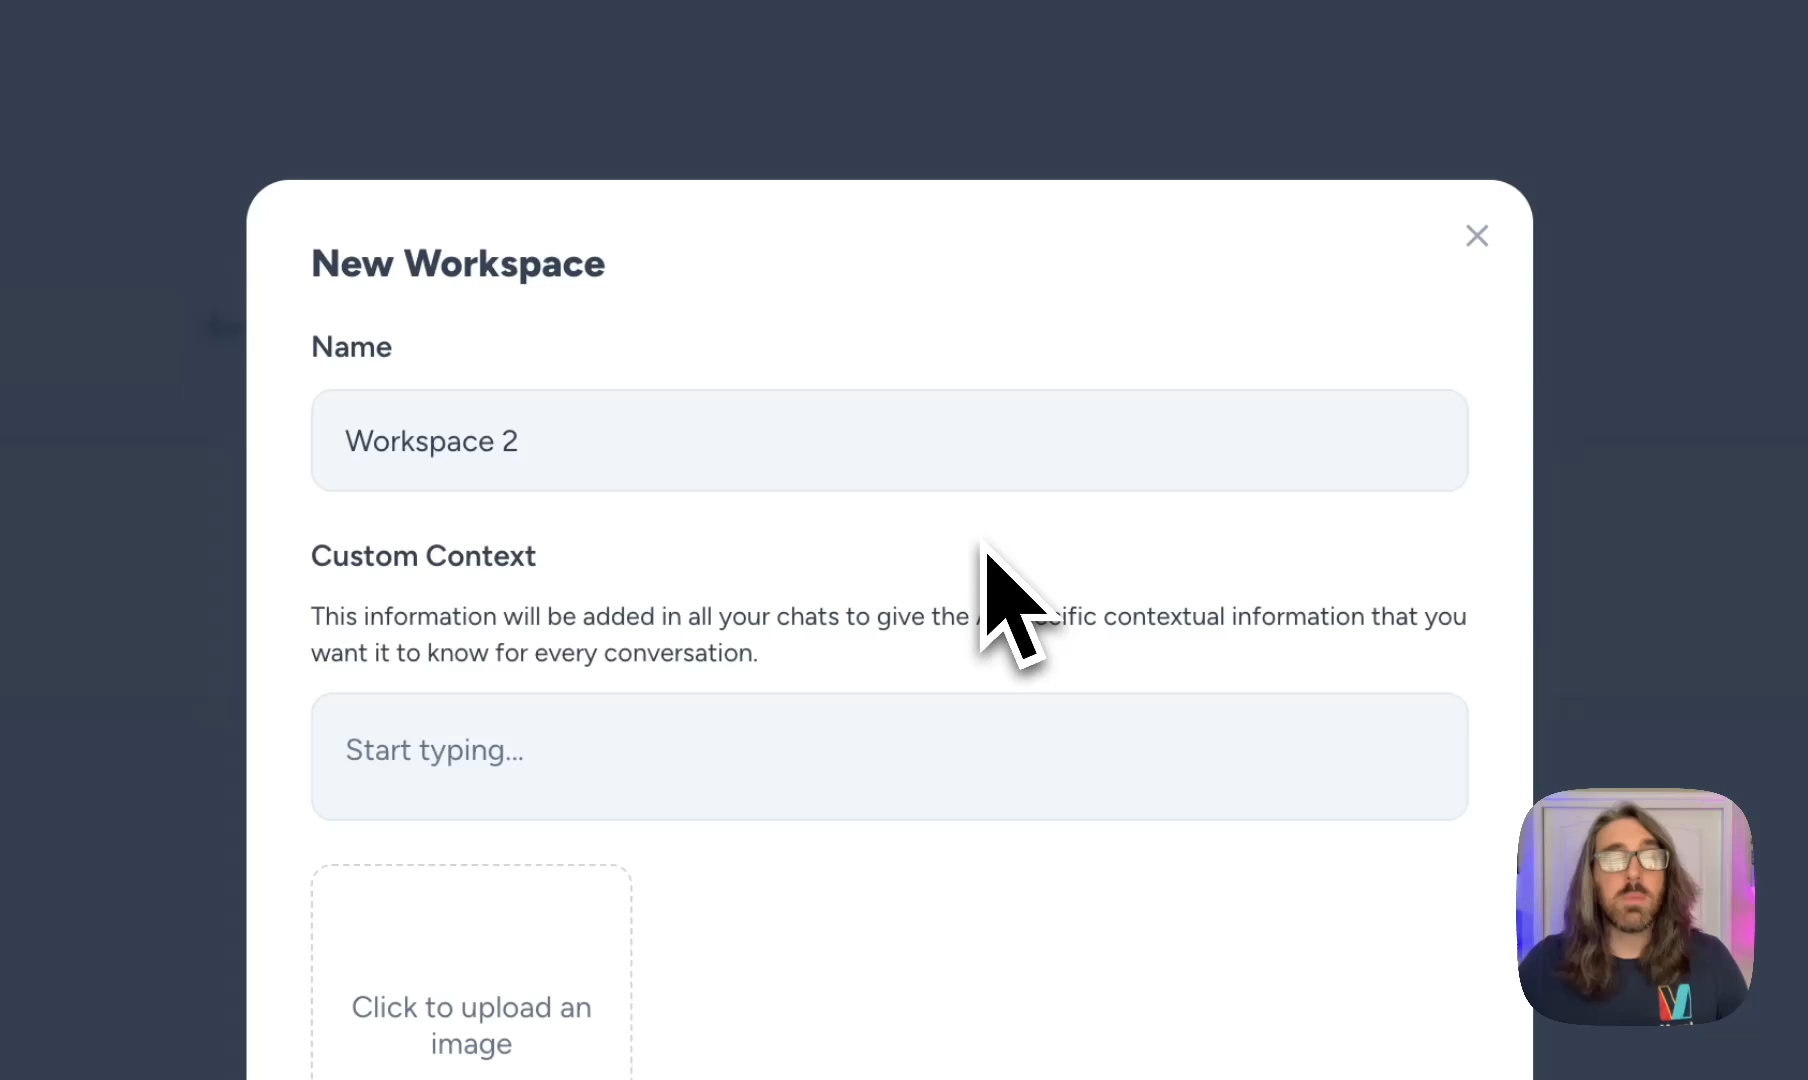 New Workspace
Name
Workspace 2
Custom Context
This information will be added in all your chats to give the contextual information that you
want it to know for every conversation.
Start typing...
Click to upload an
image